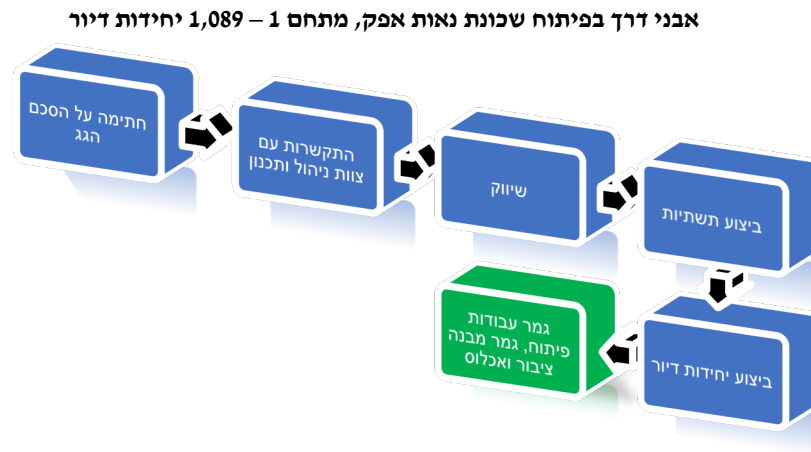 אבני דרך בפיתוח שכונת נאות אפק, מתחם 1 – 1,089 יחידות דיור
חתימה על הסכם
הגג
התקשרות עם
צוות ניהול ותכנון
שיווק
ביצוע תשתיות
ביצוע יחידות דיור
גמר עבודות
פיתוח, גמר מבנה
ציבור ואכלוס